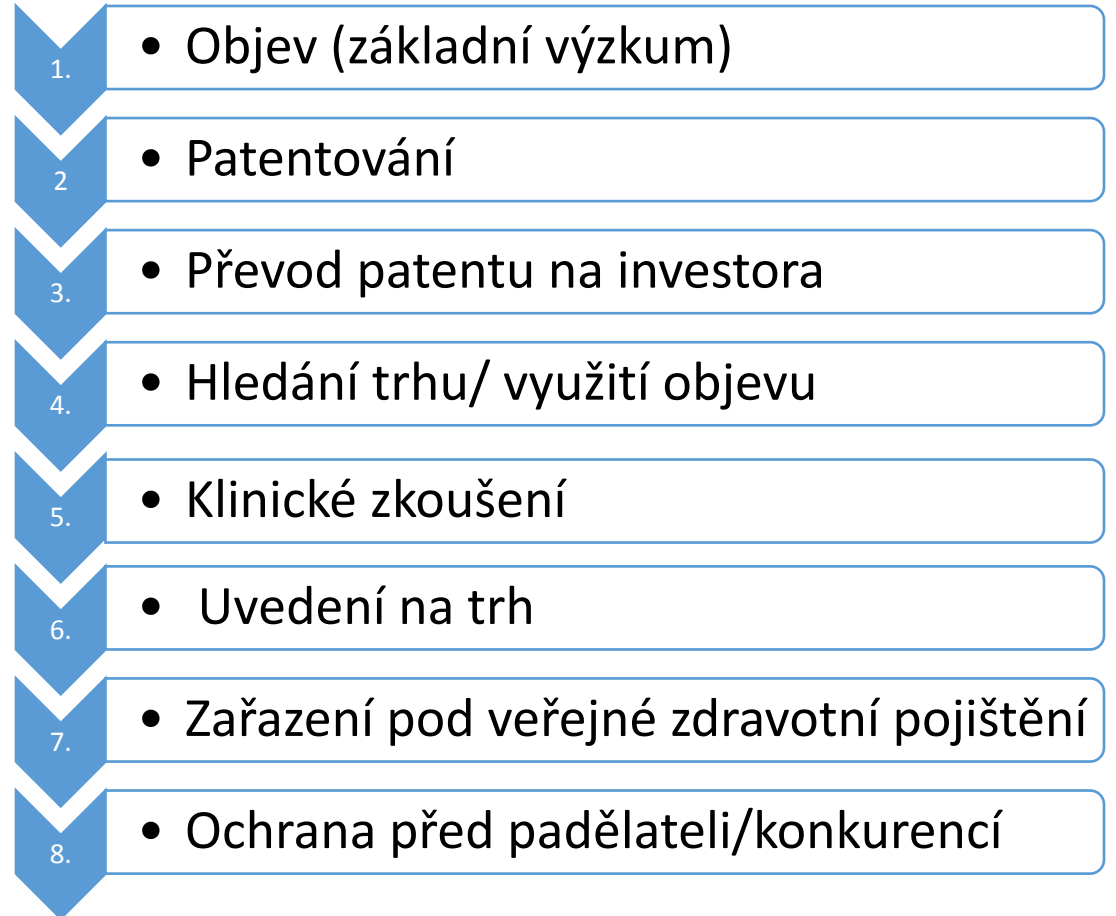 1. • Objev (základní výzkum)
2 • Patentování
3. • Převod patentu na investora
4. • Hledání trhu/ využití objevu
5. • Klinické zkoušení
6. • Uvedení na trh
7. • Zařazení pod veřejné zdravotní pojištění
8. • Ochrana před padělateli/konkurencí